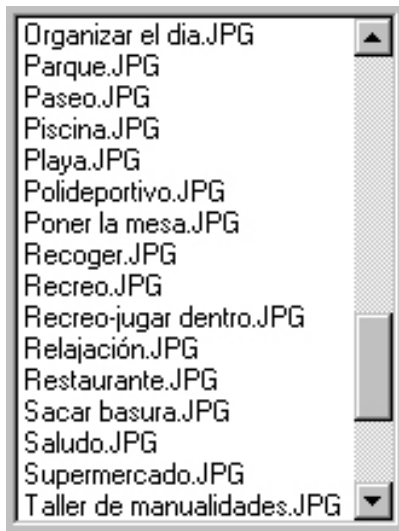 Organizar el dia.JPG
Parque.JPG
Paseo.JPG
Piscina.JPG
Playa.JPG
Polideportivo.JPG
Poner la mesa.JPG
Recoger.JPG
Recreo.JPG
Recreo-jugar dentro.JPG
Relajación.JPG
Restaurante.JPG
Sacar basura.JPG
Saludo.JPG
Supermercado.JPG
Taller de manualidades.JPG